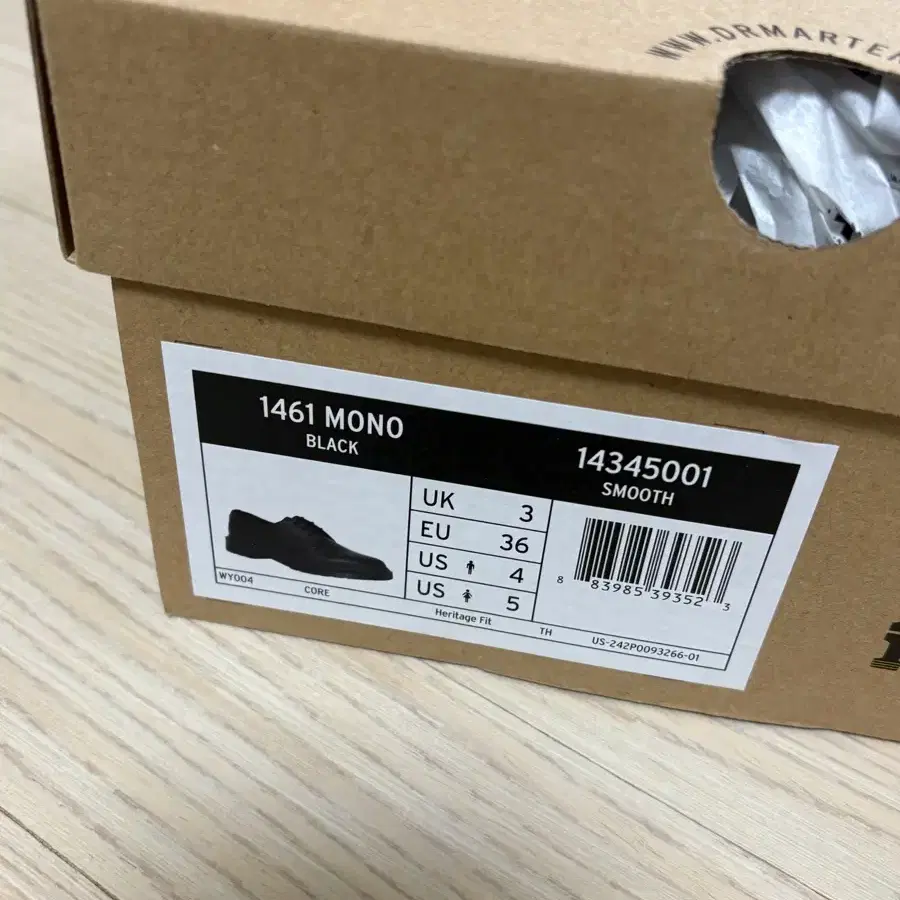 WWW.DRMARTEN
1461 MONO
BLACK
14345001
SMOOTH
UK 3
EU 36
US 4
US 5
8 83985 39352 3
WY004
CORE
Heritage Fit
TH
US-242P0093266-01